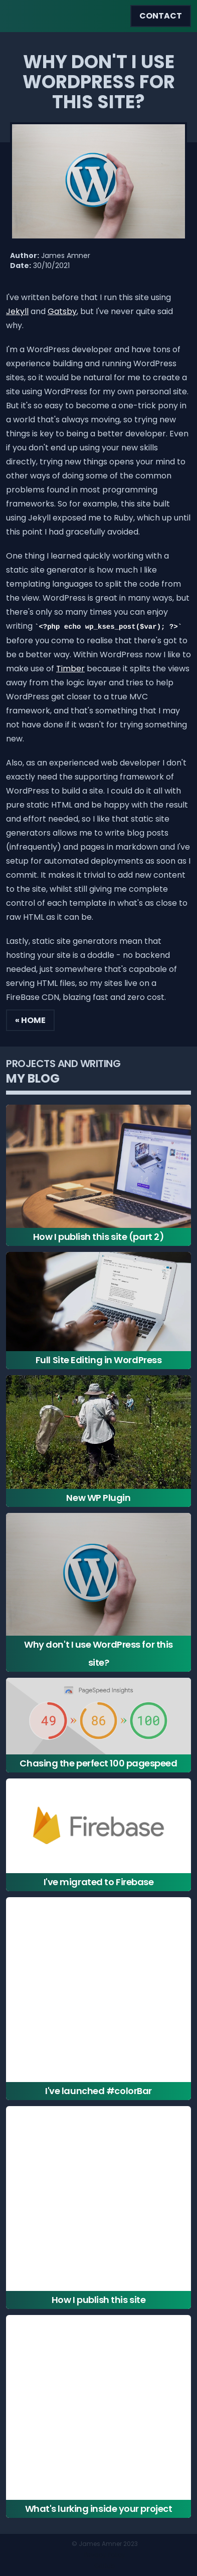 CONTACT
WHY DON'T I USE
WORDPRESS FOR
THIS SITE?
Author: James Amner
Date: 30/10/2021
I've written before that I run this site using
Jekyll and Gatsby, but I've never quite said
why.
I'm a WordPress developer and have tons of
experience building and running WordPress
sites, so it would be natural for me to create a
site using WordPress for my own personal site.
But it's so easy to become a one-trick pony in
a world that's always moving, so trying new
things is key to being a better developer. Even
if you don't end up using your new skills
directly, trying new things opens your mind to
other ways of doing some of the common
problems found in most programming
frameworks. So for example, this site built
using Jekyll exposed me to Ruby, which up until
this point I had gracefully avoided.
One thing I learned quickly working with a
static site generator is how much I like
templating languages to split the code from
the view. WordPress is great in many ways, but
there's only so many times you can enjoy
writing `<?php echo wp_kses_post($var); ?>`
before you come to realise that there's got to
be a better way. Within WordPress now I like to
make use of Timber because it splits the views
away from the logic layer and tries to help
WordPress get closer to a true MVC
framework, and that's something that I may
not have done if it wasn't for trying something
new.
Also, as an experienced web developer I don't
exactly need the supporting framework of
WordPress to build a site. I could do it all with
pure static HTML and be happy with the result
and effort needed, so I like that static site
generators allows me to write blog posts
(infrequently) and pages in markdown and I've
setup for automated deployments as soon as I
commit. It makes it trivial to add new content
to the site, whilst still giving me complete
control of each template in what's as close to
raw HTML as it can be.
Lastly, static site generators mean that
hosting your site is a doddle - no backend
needed, just somewhere that's capable of
serving HTML files, so my sites live on a
FireBase CDN, blazing fast and zero cost.
« HOME
PROJECTS AND WRITING
MY BLOG
How I publish this site (part 2)
Full Site Editing in WordPress
New WP Plugin
Why don't I use WordPress for this
site?
PageSpeed Insights
49 » 86 » 100
Chasing the perfect 100 pagespeed
Firebase
I've migrated to Firebase
I've launched #colorBar
How I publish this site
What's lurking inside your project
© James Amner 2023